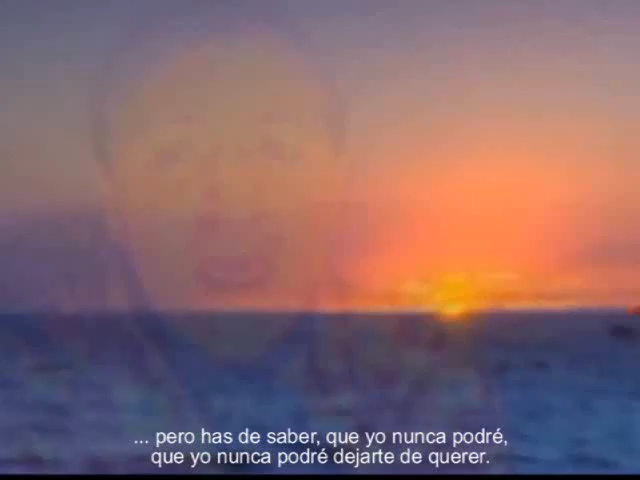 ... pero has de saber, que yo nunca podré,
que yo nunca podré dejarte de querer.